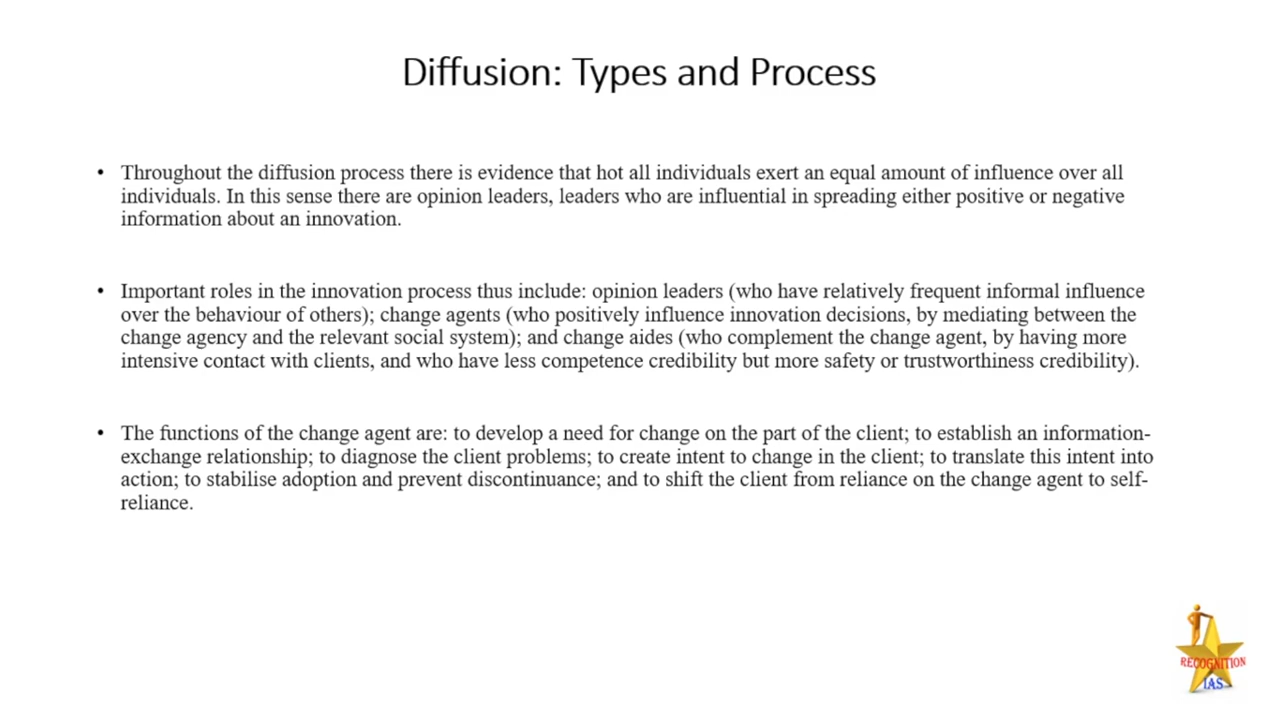 Diffusion: Types and Process
• Throughout the diffusion process there is evidence that hot all individuals exert an equal amount of influence over all
individuals. In this sense there are opinion leaders, leaders who are influential in spreading either positive or negative
information about an innovation.
• Important roles in the innovation process thus include: opinion leaders (who have relatively frequent informal influence
over the behaviour of others); change agents (who positively influence innovation decisions, by mediating between the
change agency and the relevant social system); and change aides (who complement the change agent, by having more
intensive contact with clients, and who have less competence credibility but more safety or trustworthiness credibility).
• The functions of the change agent are: to develop a need for change on the part of the client; to establish an information-
exchange relationship; to diagnose the client problems; to create intent to change in the client; to translate this intent into
action; to stabilise adoption and prevent discontinuance; and to shift the client from reliance on the change agent to self-
reliance.
RECOGNITION
IAS